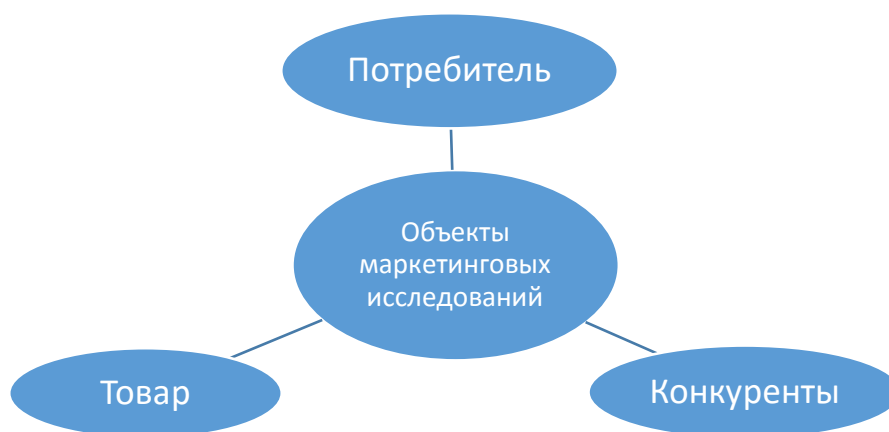 Потребитель
Объекты
маркетинговых
исследований
Товар
Конкуренты